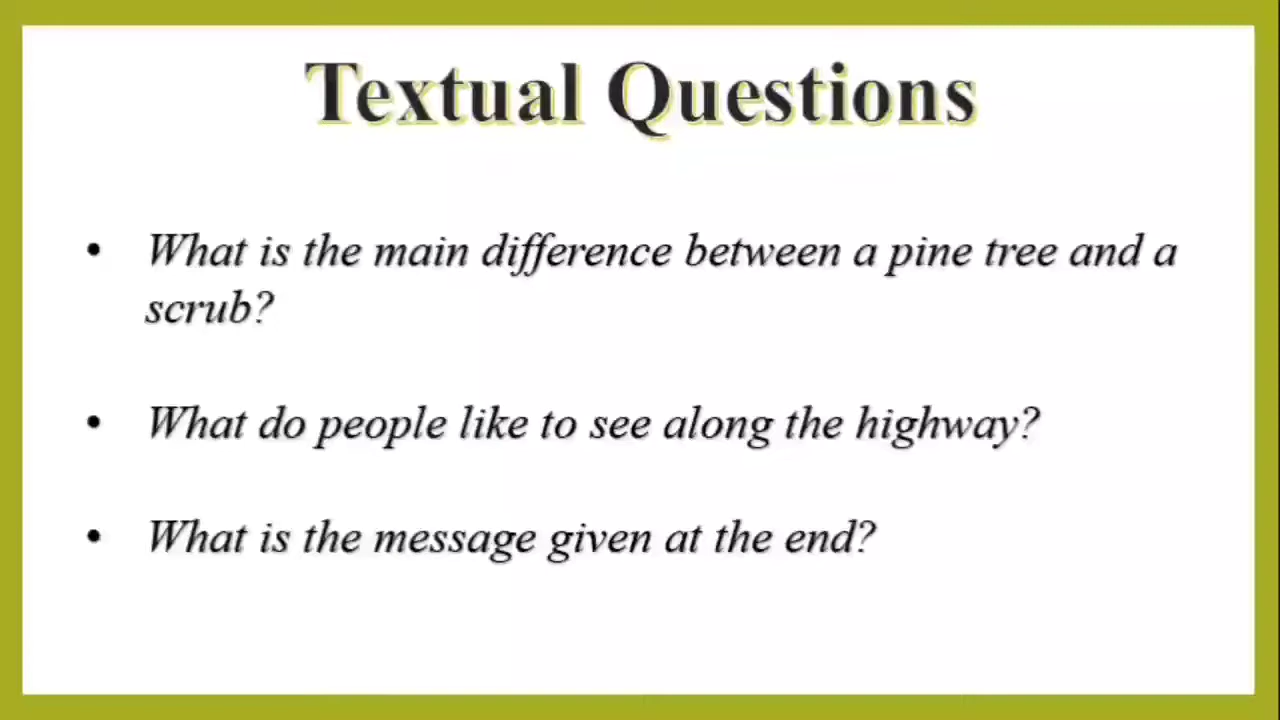 Textual Questions
• What is the main difference between a pine tree and a
scrub?
• What do people like to see along the highway?
• What is the message given at the end?